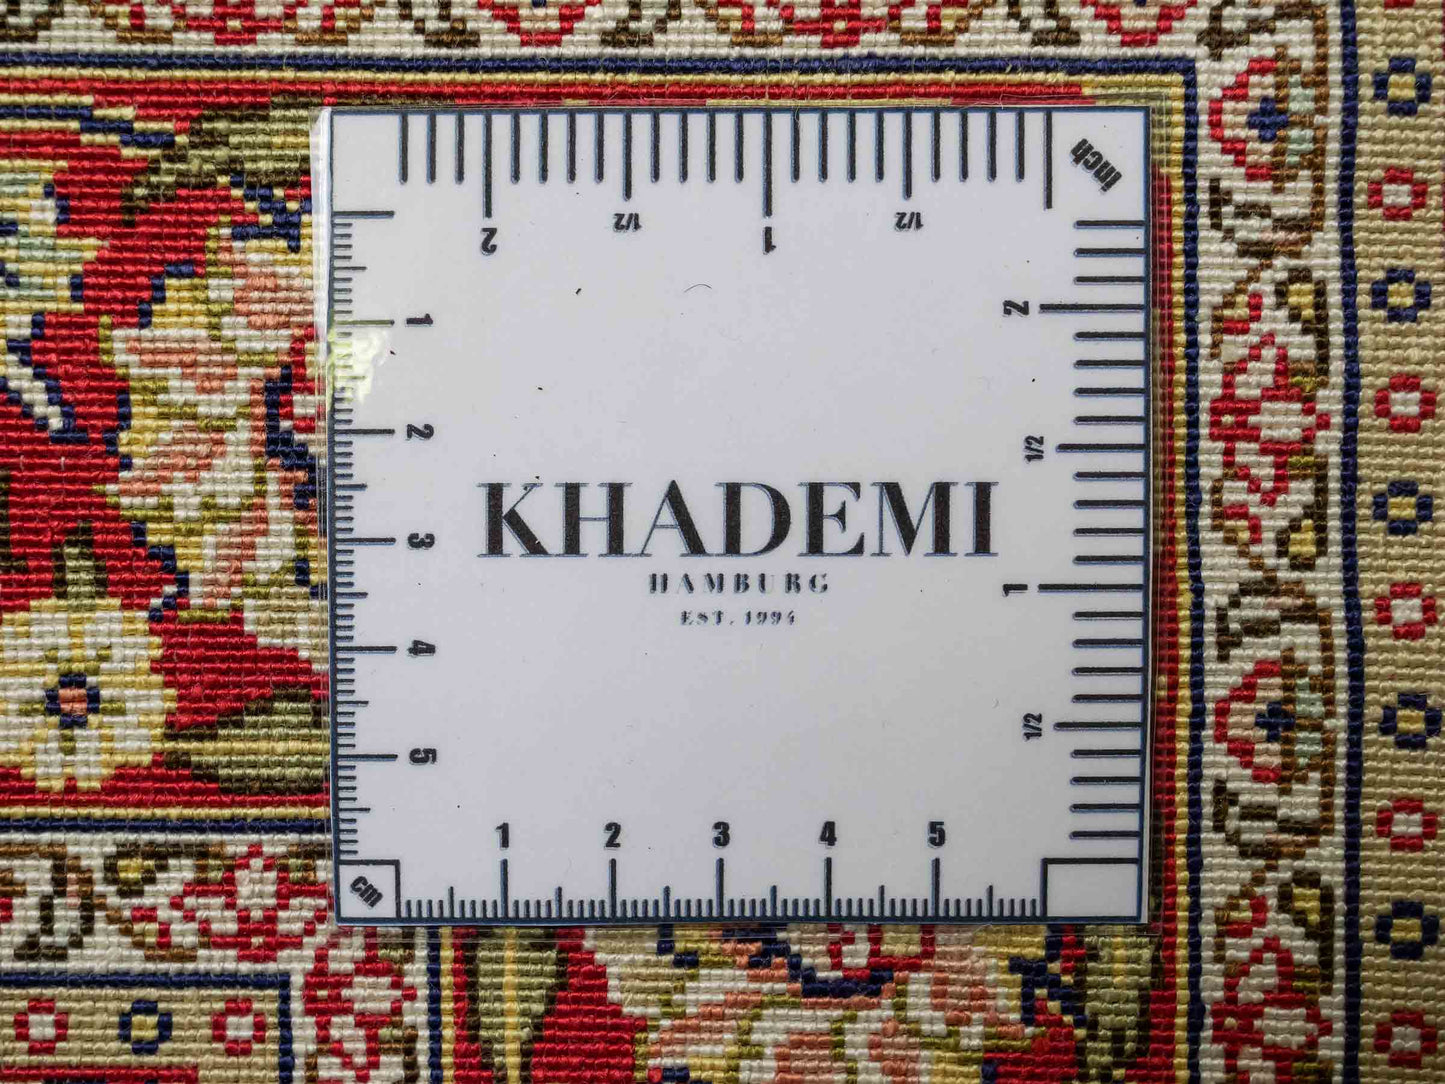 inch
2 1/2 1 1/2
1
2
3
4
5
2
1/2
1
1/2
KHADEMI
HAMBURG
EST. 1994
1 2 3 4 5
cm